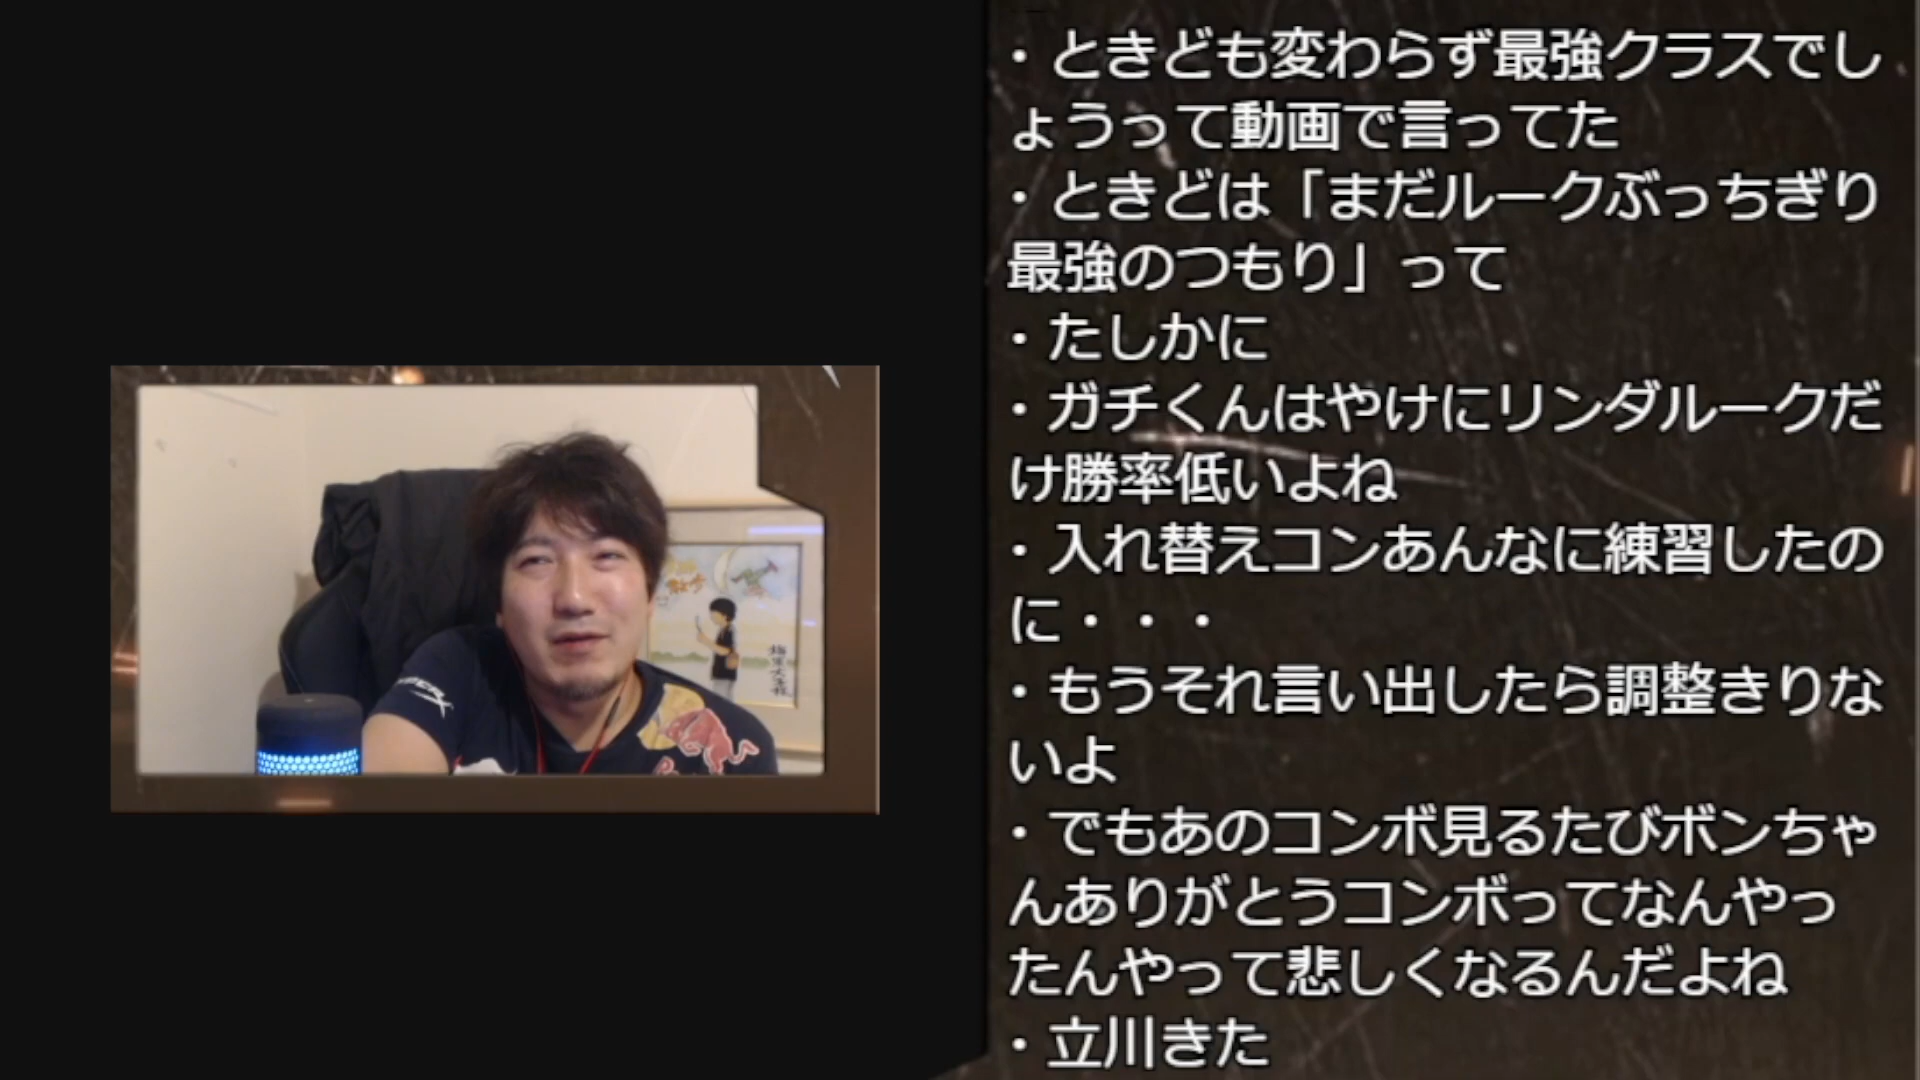 ・ときども変わらず最強クラスでし
ょうって動画で言ってた
・ときどは「まだルークぶっちぎり
最強のつもり」って
・たしかに
・ガチくんはやけにリンダルークだ
け勝率低いよね
・入れ替えコンあんなに練習したの
に・・・
・もうそれ言い出したら調整きりな
いよ
・でもあのコンボ見るたびボンちゃ
んありがとうコンボってなんやっ
たんやって悲しくなるんだよね
・立川きた